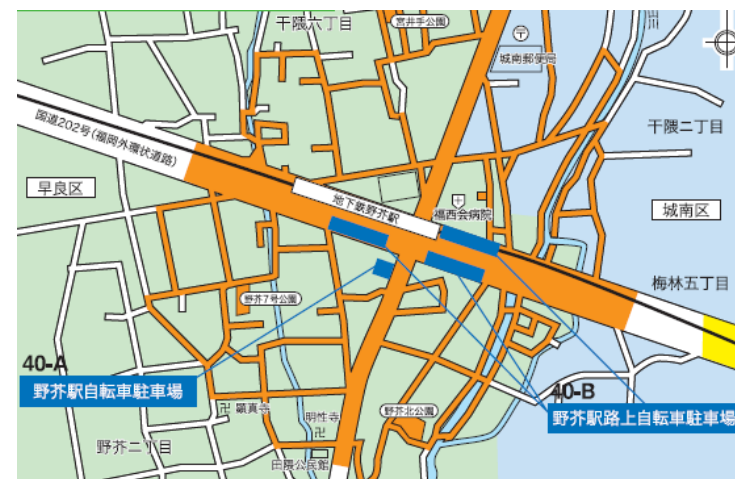 干隈六丁目
宮井手公園
〒
城南郵便局
国道202号(福岡外環状道路)
干隈二丁目
早良区
地下鉄野芥駅
福西会病院
城南区
梅林五丁目
野芥7号公園
40-A
野芥駅自転車駐車場
40-B
野芥駅路上自転車駐車場
卍 顕真寺
明性寺
卍
野芥北公園
野芥二丁目
田隈公民館